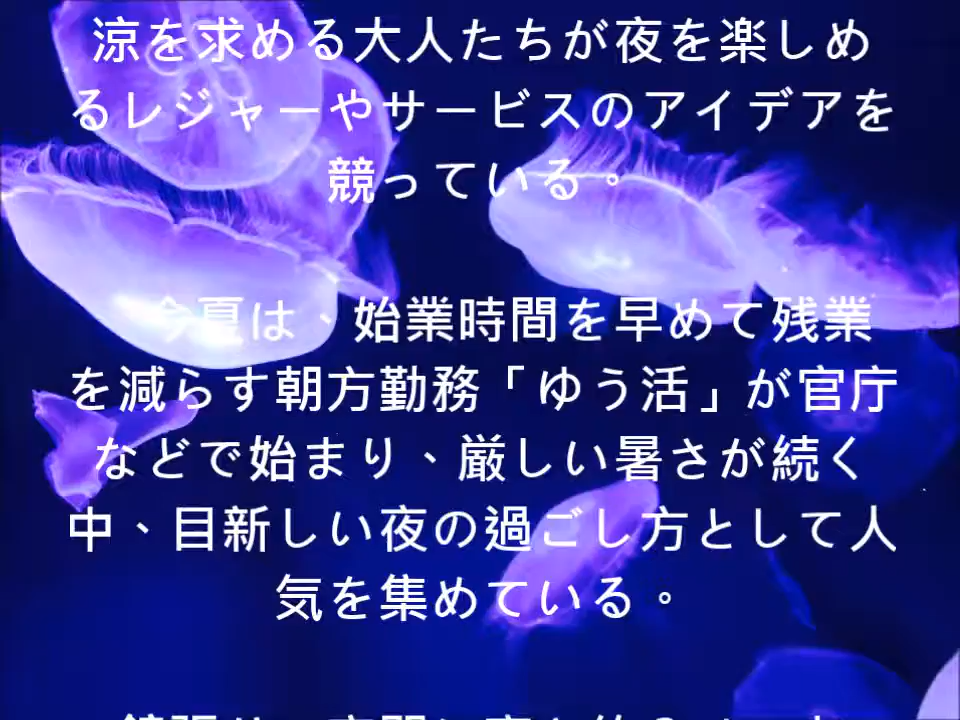 涼を求める大人たちが夜を楽しめ
るレジャーやサービスのアイデアを
競っている。
今夏は、始業時間を早めて残業
を減らす朝方勤務「ゆう活」が官庁
などで始まり、厳しい暑さが続く
中、目新しい夜の過ごし方として人
気を集めている。